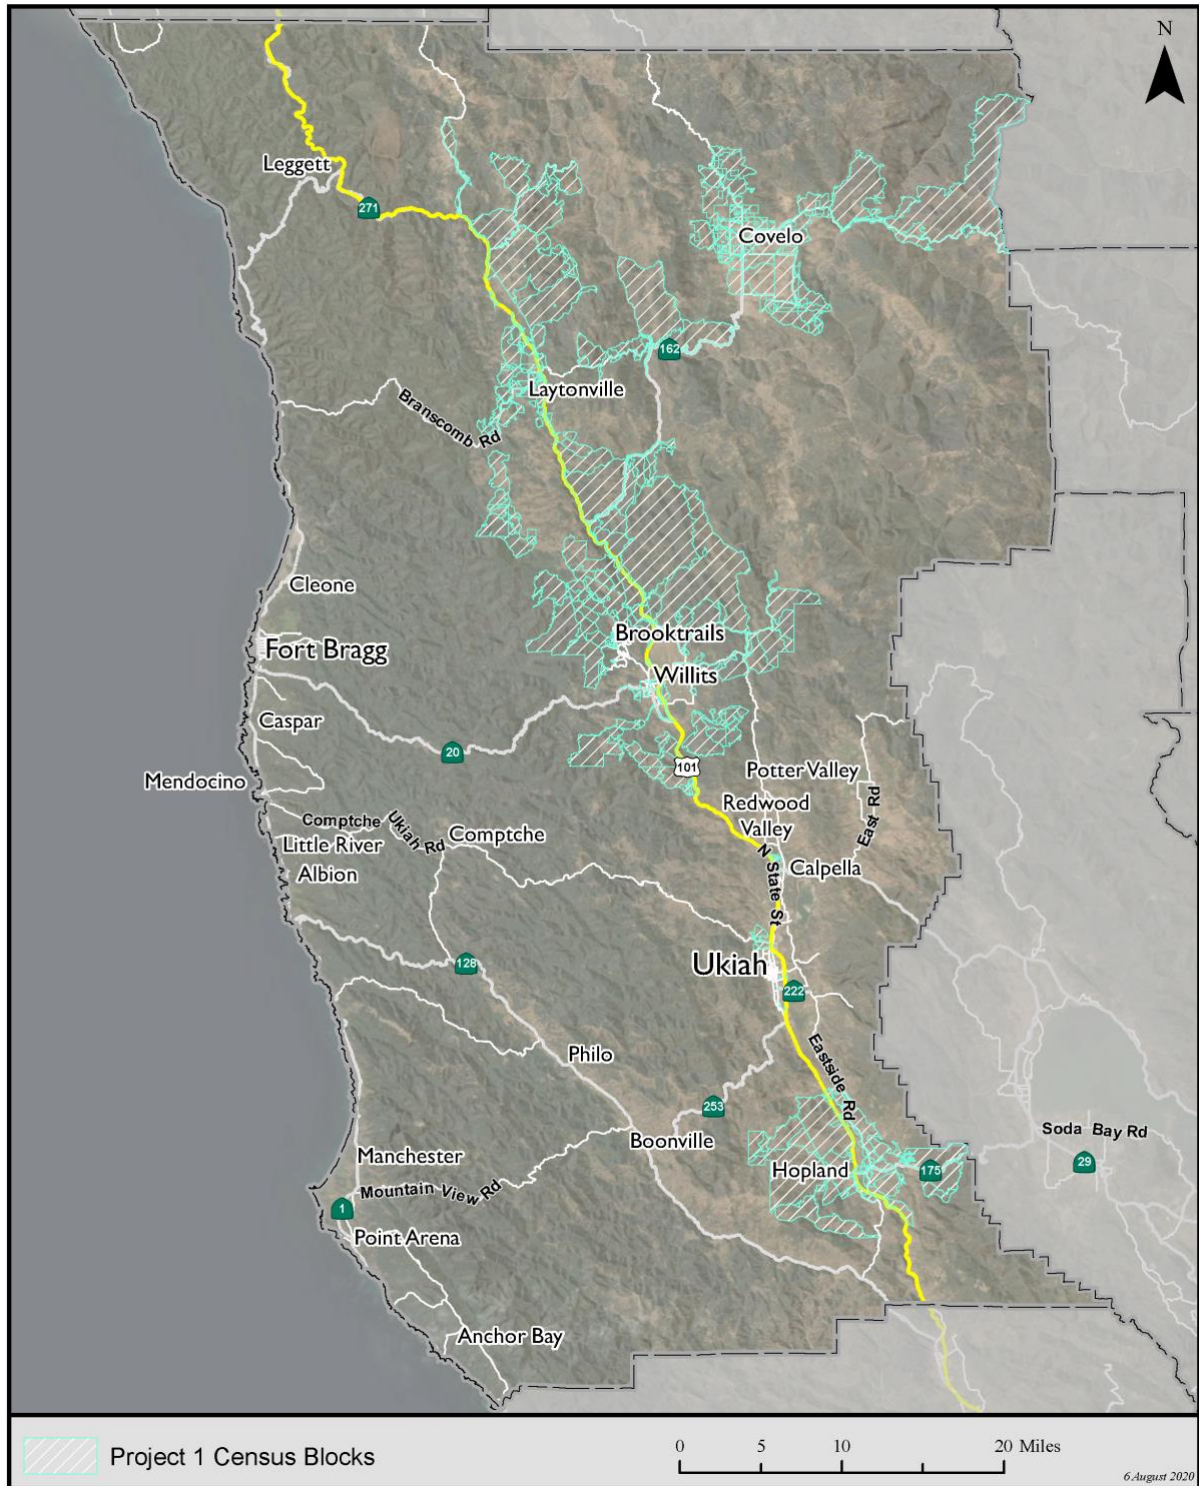 N
Leggett
271
Covelo
162
Laytonville
Branscomb Rd
Cleone
Fort Bragg
Brooktrails
Willits
Caspar
20
101
Mendocino
Potter Valley
Redwood
Valley
East Rd
Comptche
Ukiah Rd
Comptche
Little River
Albion
N State St
Calpella
Ukiah
128
222
Philo
Eastside Rd
253
Boonville
Soda Bay Rd
29
Manchester
Hopland
175
Mountain View Rd
1
Point Arena
Anchor Bay
Project 1 Census Blocks
0 5 10 20 Miles
6 August 2020